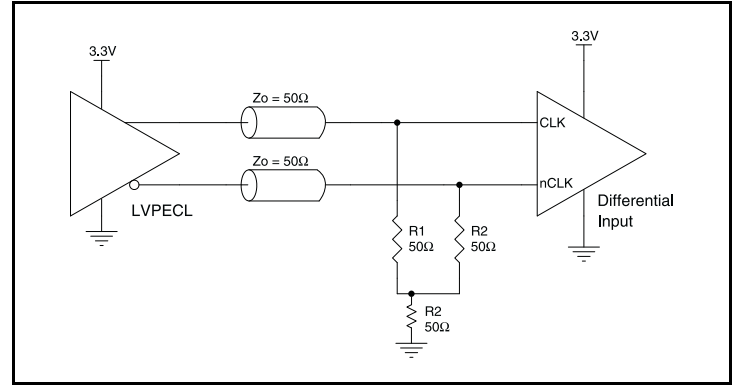 3.3V
3.3V
Zo = 50Ω
CLK
Zo = 50Ω
nCLK
LVPECL
Differential
Input
R1
50Ω
R2
50Ω
R2
50Ω